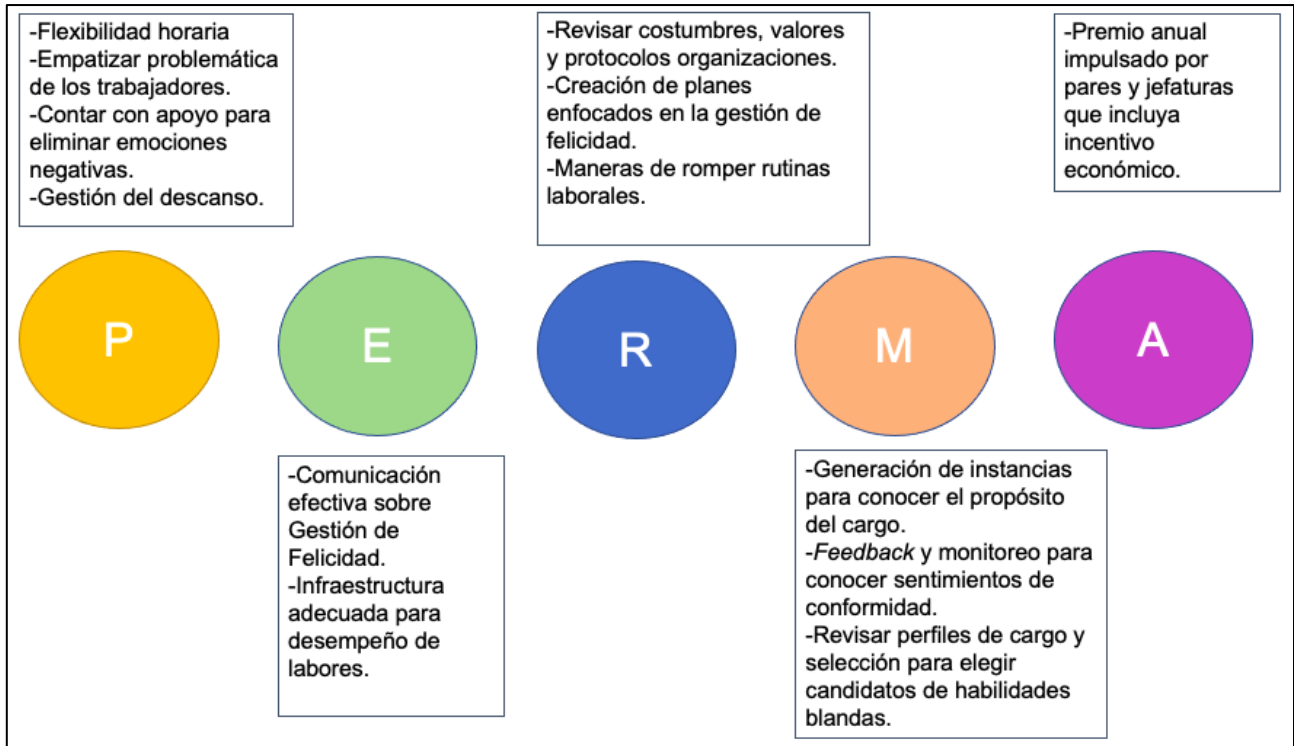 -Flexibilidad horaria
-Empatizar problemática
de los trabajadores.
-Contar con apoyo para
eliminar emociones
negativas.
-Gestión del descanso.
-Revisar costumbres, valores
y protocolos organizaciones.
-Creación de planes
enfocados en la gestión de
felicidad.
-Maneras de romper rutinas
laborales.
-Premio anual
impulsado por
pares y jefaturas
que incluya
incentivo
económico.
P
E
R
M
A
-Comunicación
efectiva sobre
Gestión de
Felicidad.
-Infraestructura
adecuada para
desempeño de
labores.
-Generación de instancias
para conocer el propósito
del cargo.
-Feedback y monitoreo para
conocer sentimientos de
conformidad.
-Revisar perfiles de cargo y
selección para elegir
candidatos de habilidades
blandas.